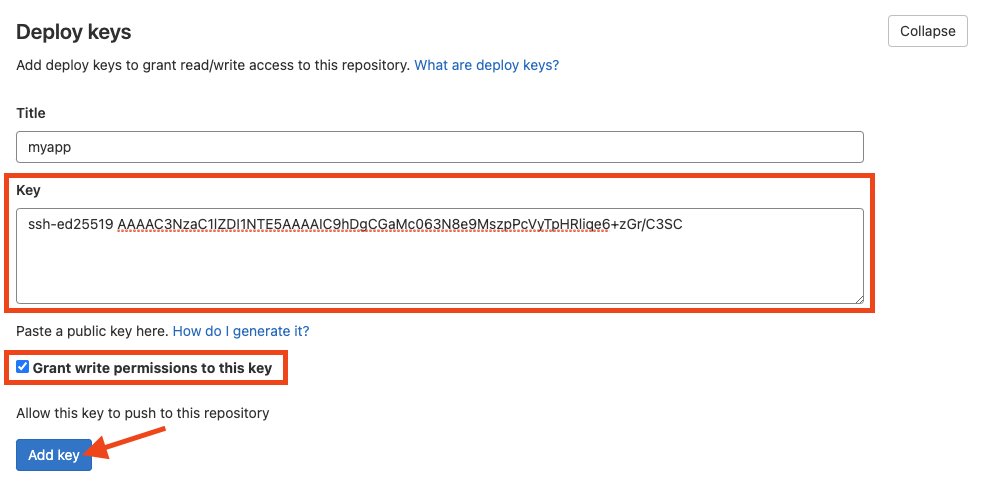 Deploy keys
Collapse
Add deploy keys to grant read/write access to this repository. What are deploy keys?
Title
myapp
Key
ssh-ed25519 AAAAC3NzaC1lZDI1NTE5AAAAIC9hDgCGaMc063N8e9MszpPcVyTpHRIiqe6+zGr/C3SC
Paste a public key here. How do I generate it?
Grant write permissions to this key
Allow this key to push to this repository
Add key